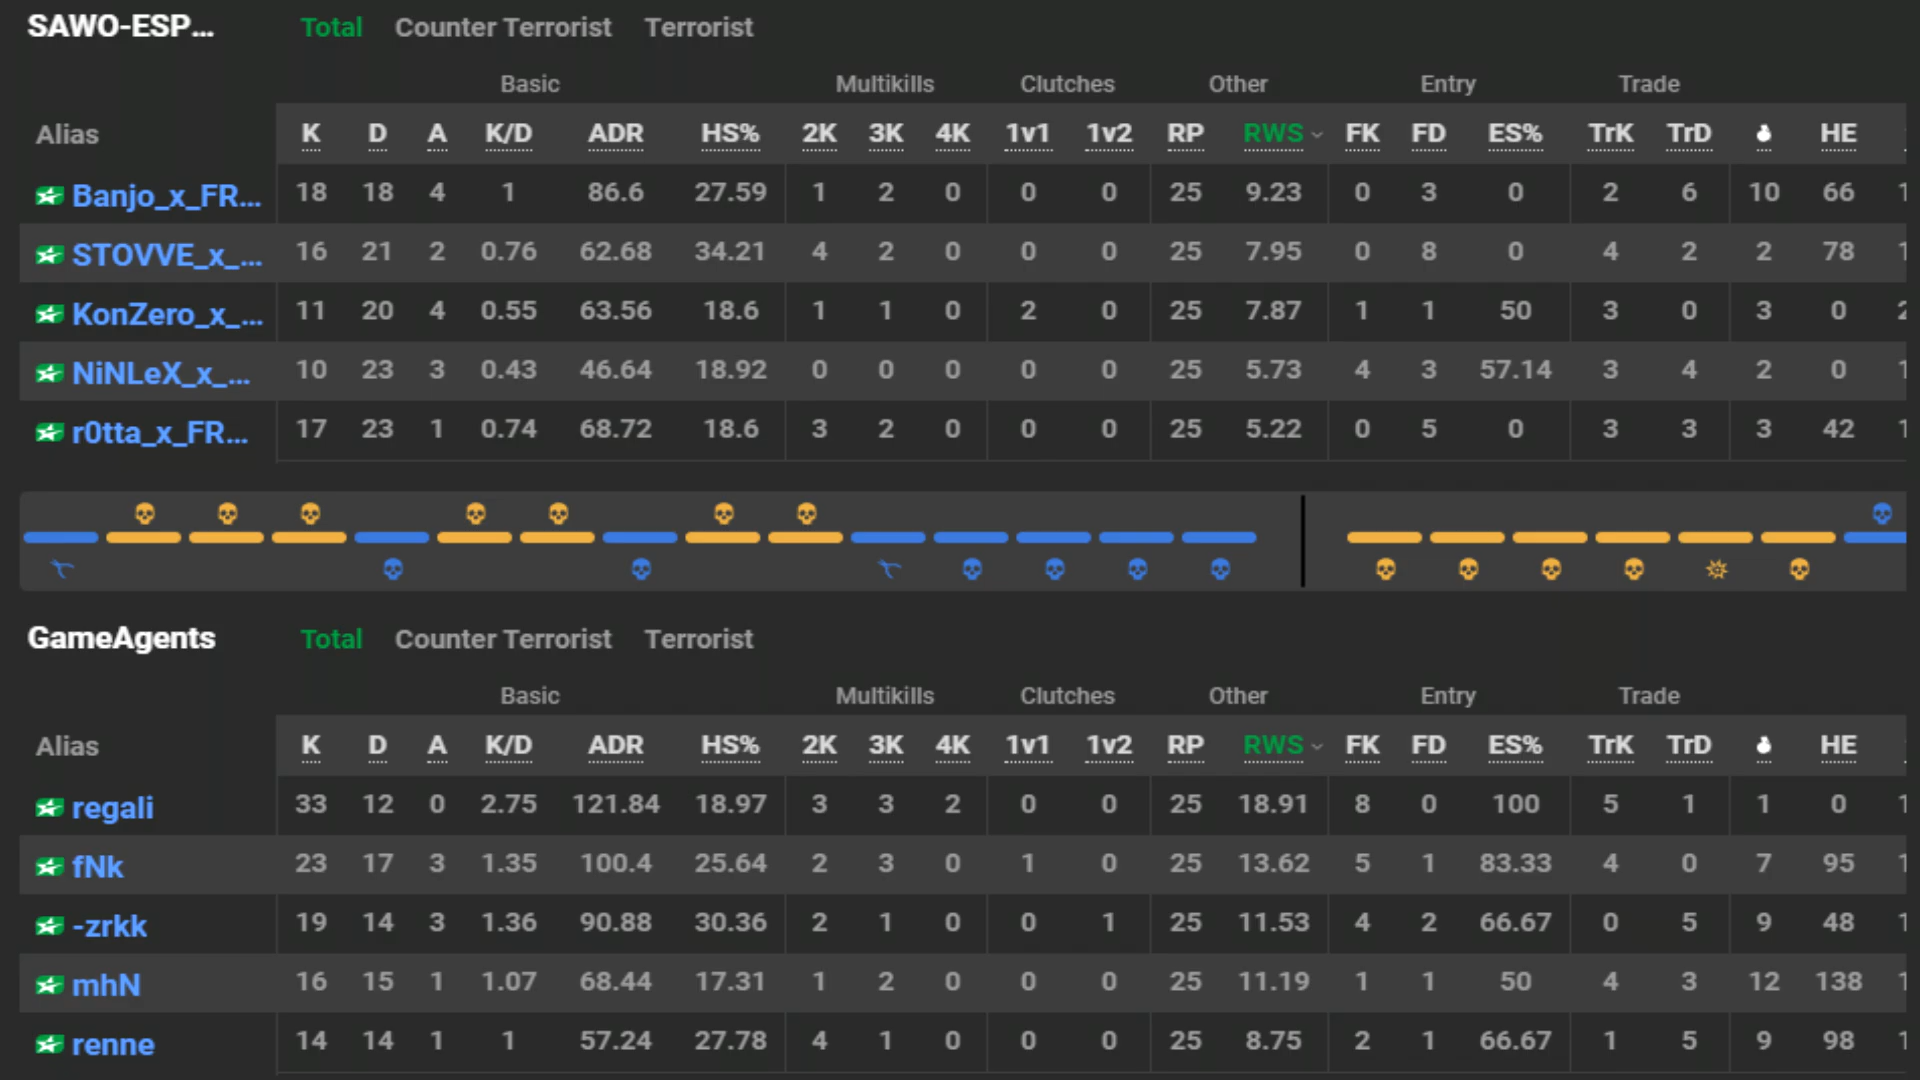 SAWO-ESP... Total Counter Terrorist Terrorist
Basic Multikills Clutches Other Entry Trade
Alias K D A K/D ADR HS% 2K 3K 4K 1v1 1v2 RP RWS FK FD ES% TrK TrD HE
Banjo_x_FR... 18 18 4 1 86.6 27.59 1 2 0 0 0 25 9.23 0 3 0 2 6 10 66
STOVVE_x_... 16 21 2 0.76 62.68 34.21 4 2 0 0 0 25 7.95 0 8 0 4 2 2 78
KonZero_x_... 11 20 4 0.55 63.56 18.6 1 1 0 2 0 25 7.87 1 1 50 3 0 3 0
NiNLeX_x_... 10 23 3 0.43 46.64 18.92 0 0 0 0 0 25 5.73 4 3 57.14 3 4 2 0
r0tta_x_FR... 17 23 1 0.74 68.72 18.6 3 2 0 0 0 25 5.22 0 5 0 3 3 3 42
GameAgents Total Counter Terrorist Terrorist
Basic Multikills Clutches Other Entry Trade
Alias K D A K/D ADR HS% 2K 3K 4K 1v1 1v2 RP RWS FK FD ES% TrK TrD HE
regali 33 12 0 2.75 121.84 18.97 3 3 2 0 0 25 18.91 8 0 100 5 1 1 0
fNk 23 17 3 1.35 100.4 25.64 2 3 0 1 0 25 13.62 5 1 83.33 4 0 7 95
-zrkk 19 14 3 1.36 90.88 30.36 2 1 0 0 1 25 11.53 4 2 66.67 0 5 9 48
mhN 16 15 1 1.07 68.44 17.31 1 2 0 0 0 25 11.19 1 1 50 4 3 12 138
renne 14 14 1 1 57.24 27.78 4 1 0 0 0 25 8.75 2 1 66.67 1 5 9 98